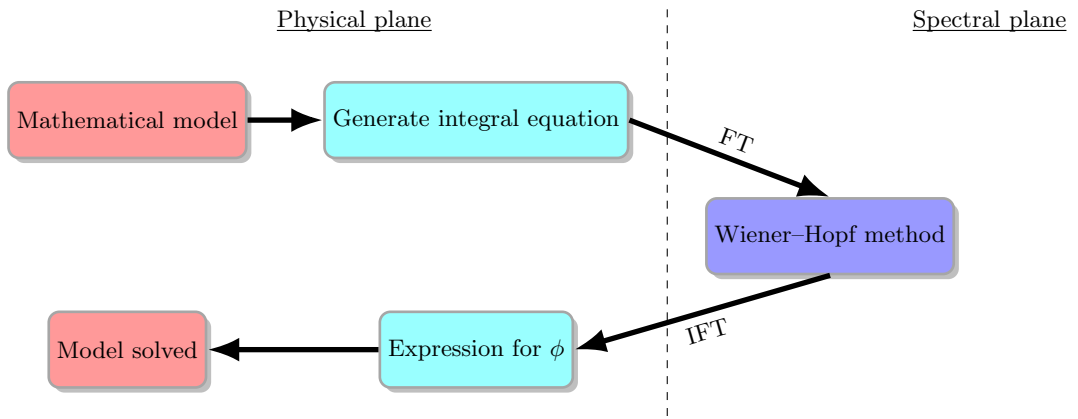 Physical plane
Spectral plane
Mathematical model
Generate integral equation
FT
Wiener–Hopf method
IFT
Expression for ϕ
Model solved